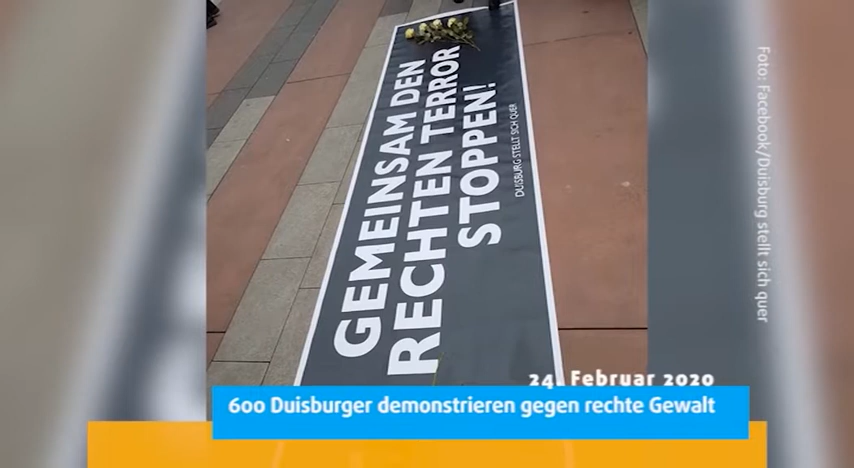 GEMEINSAM DEN
RECHTEN TERROR
STOPPEN!
DUISBURG STELLT SICH QUER
Foto: Facebook/Duisburg stellt sich quer
24. Februar 2020
600 Duisburger demonstrieren gegen rechte Gewalt